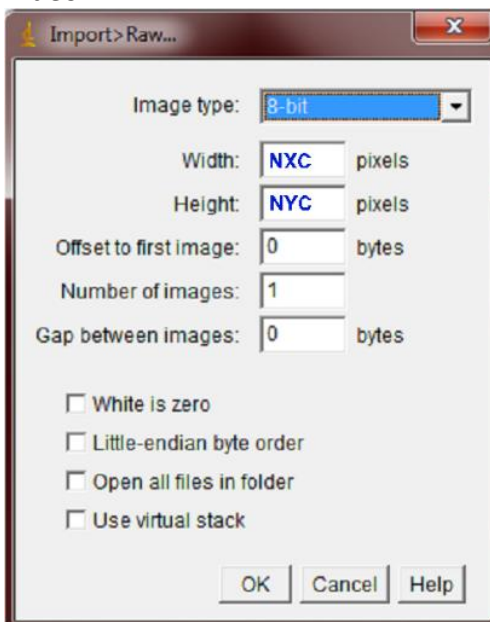 Import>Raw...
Image type: 8-bit
Width: NXC pixels
Height: NYC pixels
Offset to first image: 0 bytes
Number of images: 1
Gap between images: 0 bytes
White is zero
Little-endian byte order
Open all files in folder
Use virtual stack
OK Cancel Help